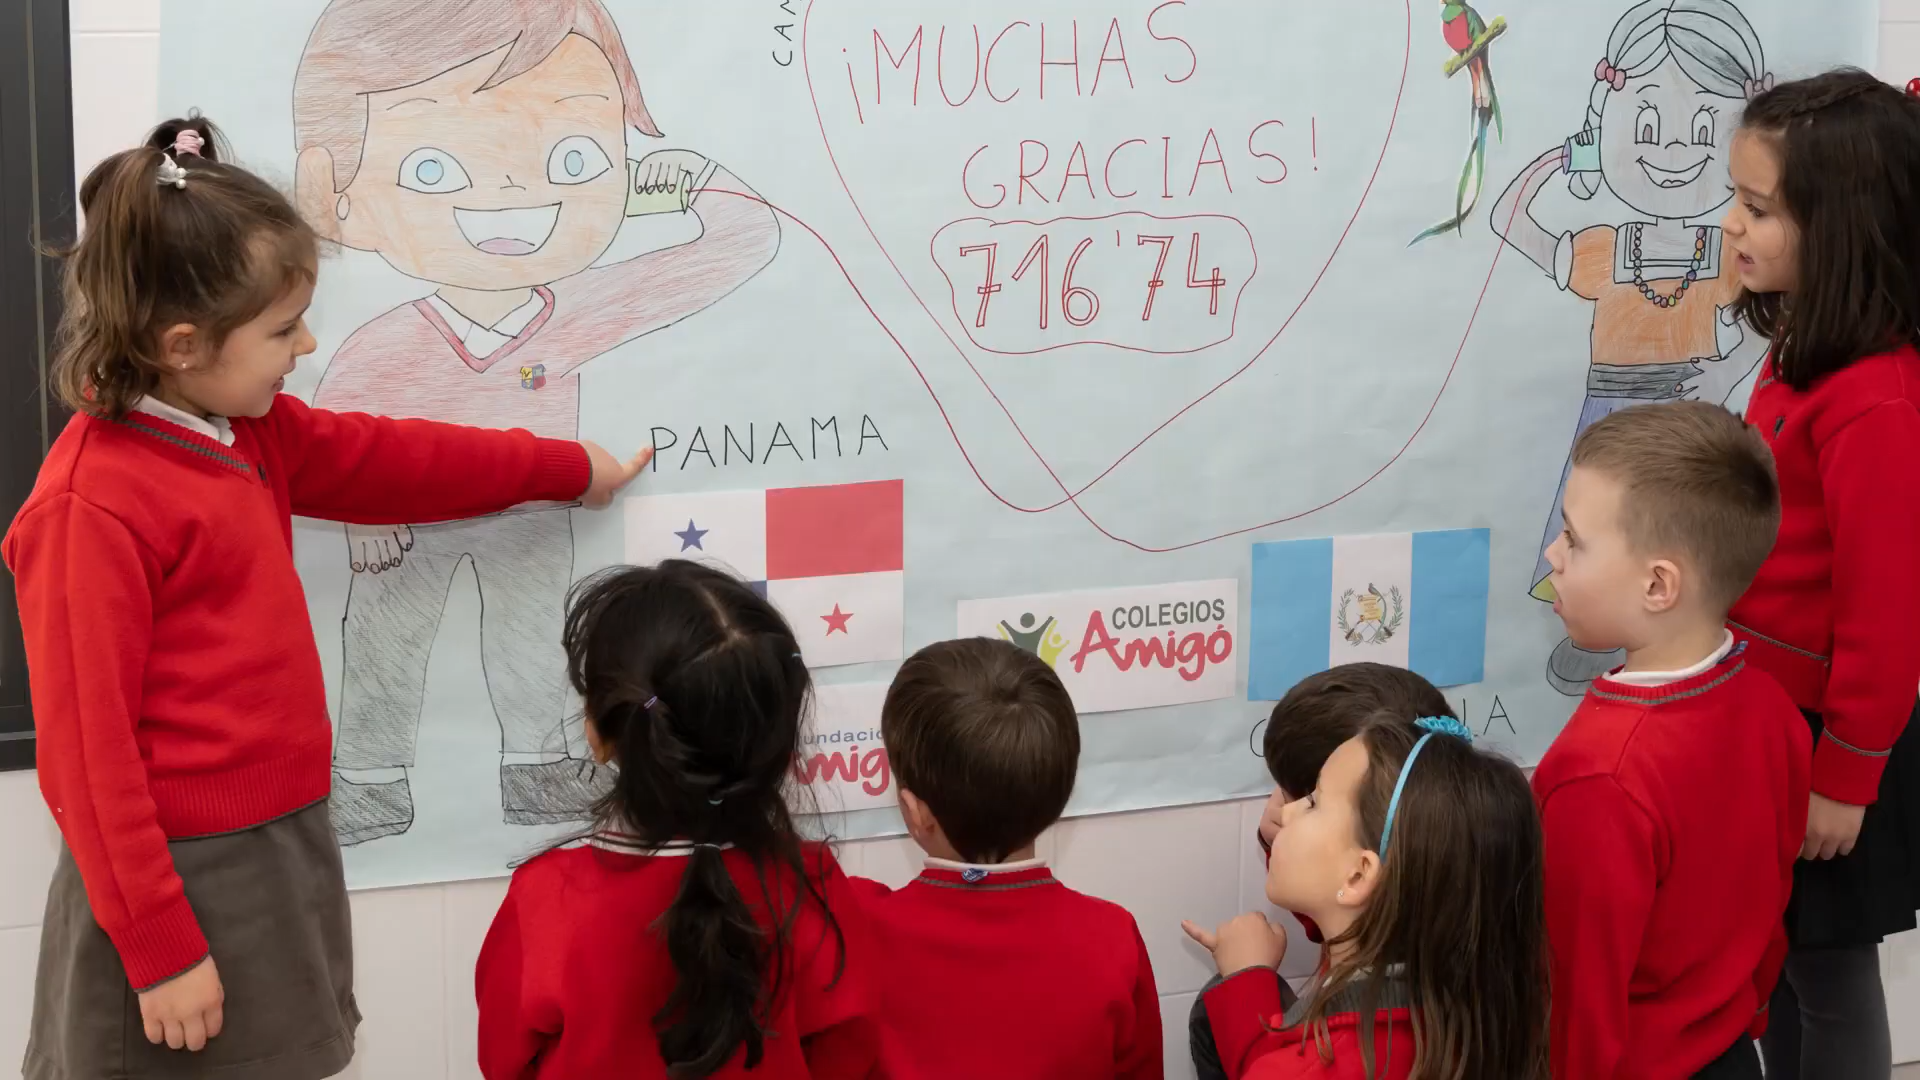 ¡MUCHAS
GRACIAS!
716'74
PANAMA
COLEGIOS
Amigó